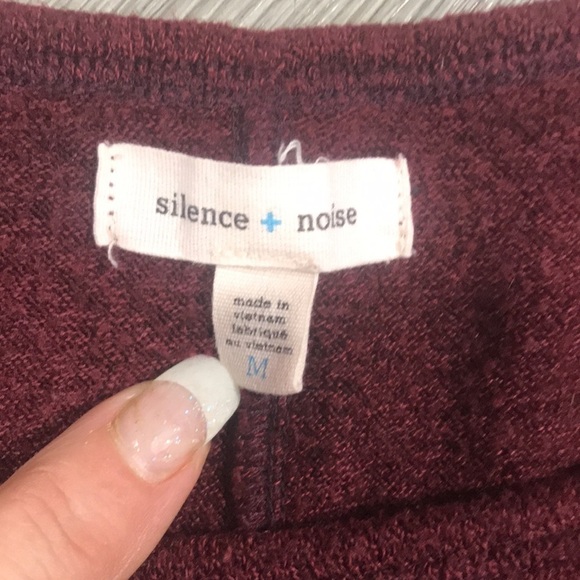 silence + noise
made in
vietnam
fabriqué
au vietnam
M